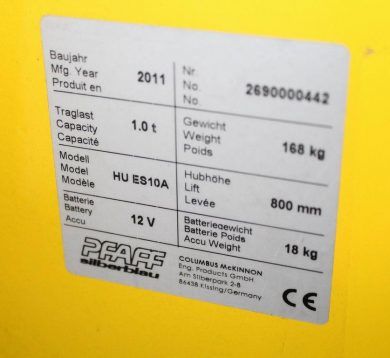 Baujahr
Mfg. Year 2011
Produit en
Nr.
No. 2690000442
No.
Traglast
Capacity 1.0 t
Capacité
Gewicht
Weight 168 kg
Poids
Modell
Model HU ES10A
Modèle
Hubhöhe
Lift
Levée 800 mm
Batterie
Battery 12 V
Accu
Batteriegewicht
Batterie Poids
Accu Weight 18 kg
PFAFF
silberblau
COLUMBUS McKINNON
Eng. Products GmbH
Am Silberpark 2-8
86438 Kissing/Germany
CE